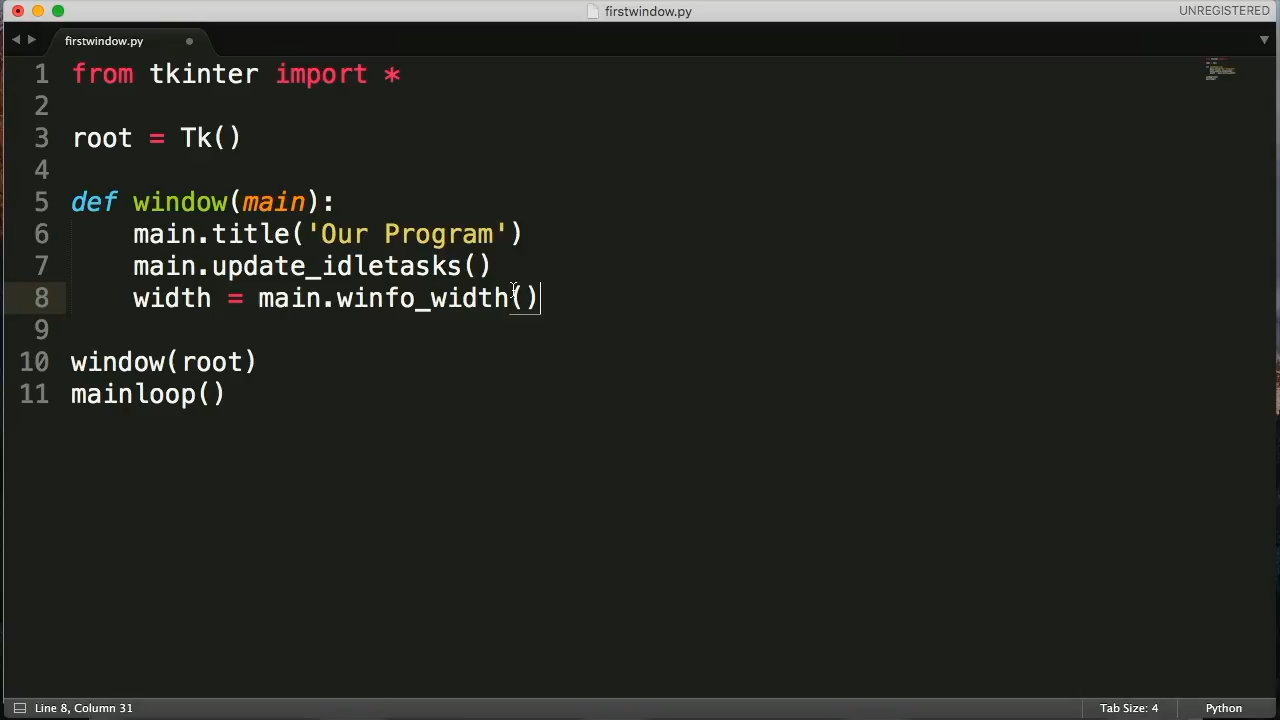 firstwindow.py
UNREGISTERED
firstwindow.py
1 from tkinter import *
2
3 root = Tk()
4
5 def window(main):
6     main.title('Our Program')
7     main.update_idletasks()
8     width = main.winfo_width()
9
10 window(root)
11 mainloop()
Line 8, Column 31
Tab Size: 4
Python